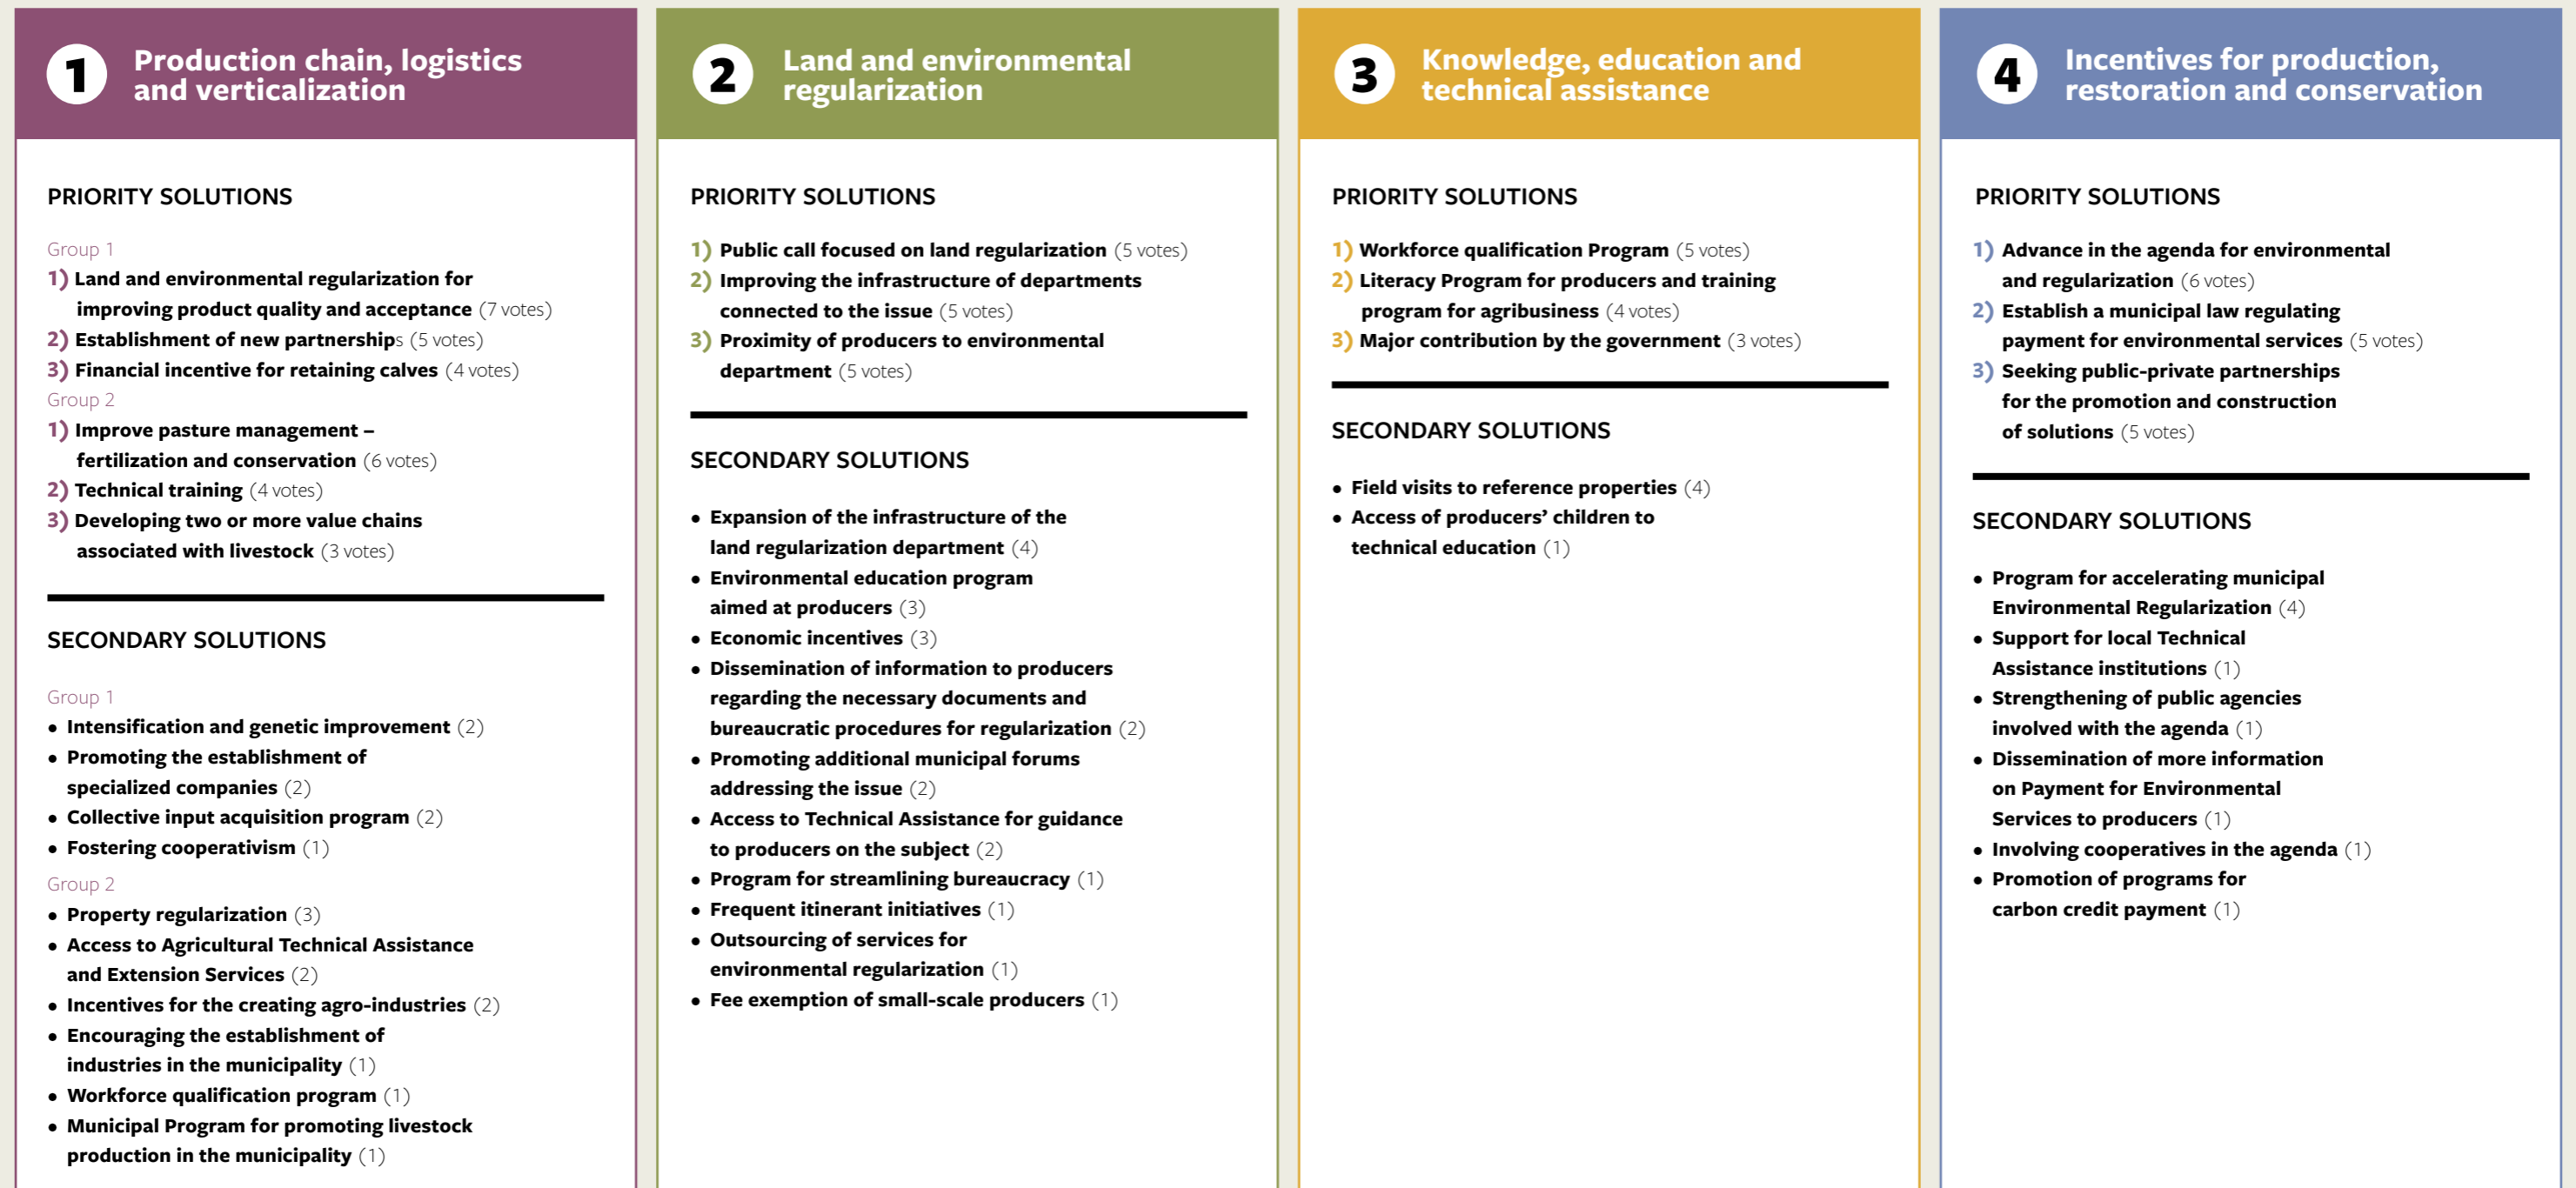 1
Production chain, logistics
and verticalization
PRIORITY SOLUTIONS
Group 1
1) Land and environmental regularization for
improving product quality and acceptance (7 votes)
2) Establishment of new partnerships (5 votes)
3) Financial incentive for retaining calves (4 votes)
Group 2
1) Improve pasture management –
fertilization and conservation (6 votes)
2) Technical training (4 votes)
3) Developing two or more value chains
associated with livestock (3 votes)
SECONDARY SOLUTIONS
Group 1
• Intensification and genetic improvement (2)
• Promoting the establishment of
specialized companies (2)
• Collective input acquisition program (2)
• Fostering cooperativism (1)
Group 2
• Property regularization (3)
• Access to Agricultural Technical Assistance
and Extension Services (2)
• Incentives for the creating agro-industries (2)
• Encouraging the establishment of
industries in the municipality (1)
• Workforce qualification program (1)
• Municipal Program for promoting livestock
production in the municipality (1)
2
Land and environmental
regularization
PRIORITY SOLUTIONS
1) Public call focused on land regularization (5 votes)
2) Improving the infrastructure of departments
connected to the issue (5 votes)
3) Proximity of producers to environmental
department (5 votes)
SECONDARY SOLUTIONS
• Expansion of the infrastructure of the
land regularization department (4)
• Environmental education program
aimed at producers (3)
• Economic incentives (3)
• Dissemination of information to producers
regarding the necessary documents and
bureaucratic procedures for regularization (2)
• Promoting additional municipal forums
addressing the issue (2)
• Access to Technical Assistance for guidance
to producers on the subject (2)
• Program for streamlining bureaucracy (1)
• Frequent itinerant initiatives (1)
• Outsourcing of services for
environmental regularization (1)
• Fee exemption of small-scale producers (1)
3
Knowledge, education and
technical assistance
PRIORITY SOLUTIONS
1) Workforce qualification Program (5 votes)
2) Literacy Program for producers and training
program for agribusiness (4 votes)
3) Major contribution by the government (3 votes)
SECONDARY SOLUTIONS
• Field visits to reference properties (4)
• Access of producers’ children to
technical education (1)
4
Incentives for production,
restoration and conservation
PRIORITY SOLUTIONS
1) Advance in the agenda for environmental
and regularization (6 votes)
2) Establish a municipal law regulating
payment for environmental services (5 votes)
3) Seeking public-private partnerships
for the promotion and construction
of solutions (5 votes)
SECONDARY SOLUTIONS
• Program for accelerating municipal
Environmental Regularization (4)
• Support for local Technical
Assistance institutions (1)
• Strengthening of public agencies
involved with the agenda (1)
• Dissemination of more information
on Payment for Environmental
Services to producers (1)
• Involving cooperatives in the agenda (1)
• Promotion of programs for
carbon credit payment (1)